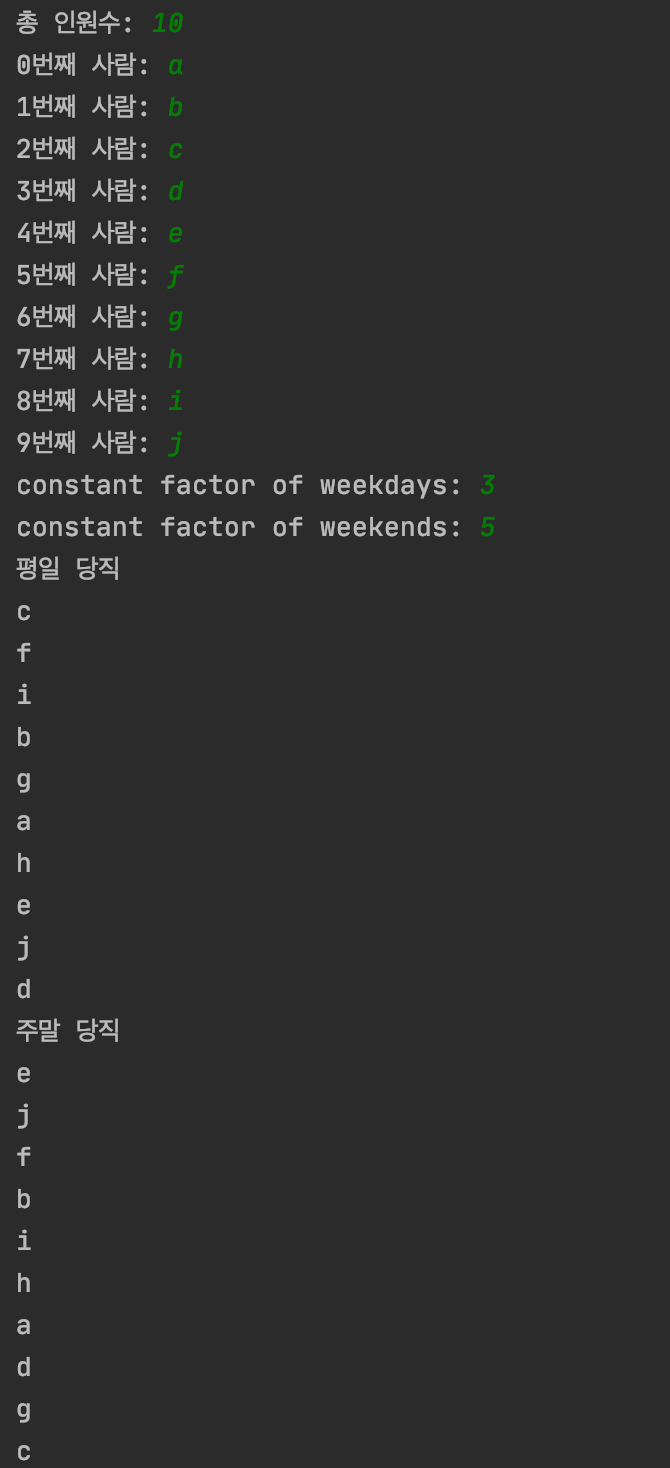 총 인원수: 10
0번째 사람: a
1번째 사람: b
2번째 사람: c
3번째 사람: d
4번째 사람: e
5번째 사람: f
6번째 사람: g
7번째 사람: h
8번째 사람: i
9번째 사람: j
constant factor of weekdays: 3
constant factor of weekends: 5
평일 당직
c
f
i
b
g
a
h
e
j
d
주말 당직
e
j
f
b
i
h
a
d
g
c